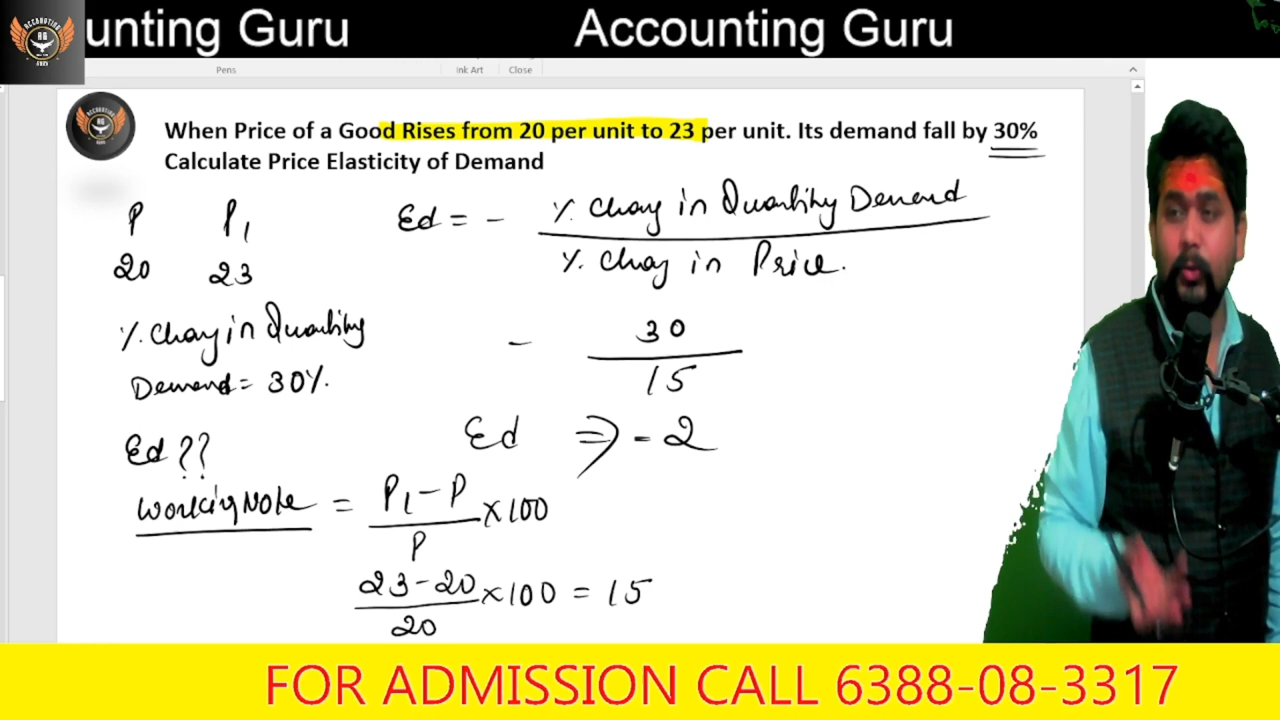 unting Guru Accounting Guru
Pens Ink Art Close
When Price of a Good Rises from 20 per unit to 23 per unit. Its demand fall by 30%
Calculate Price Elasticity of Demand
P P₁
20 23
Ed = - % Chang in Quantity Demand
% Chang in Price.
% Chang in Quantity
Demand = 30%.
- 30
15
Ed ⇒ - 2
Ed ??
Working Note = P₁ - P × 100
P
23 - 20 × 100 = 15
20
FOR ADMISSION CALL 6388-08-3317